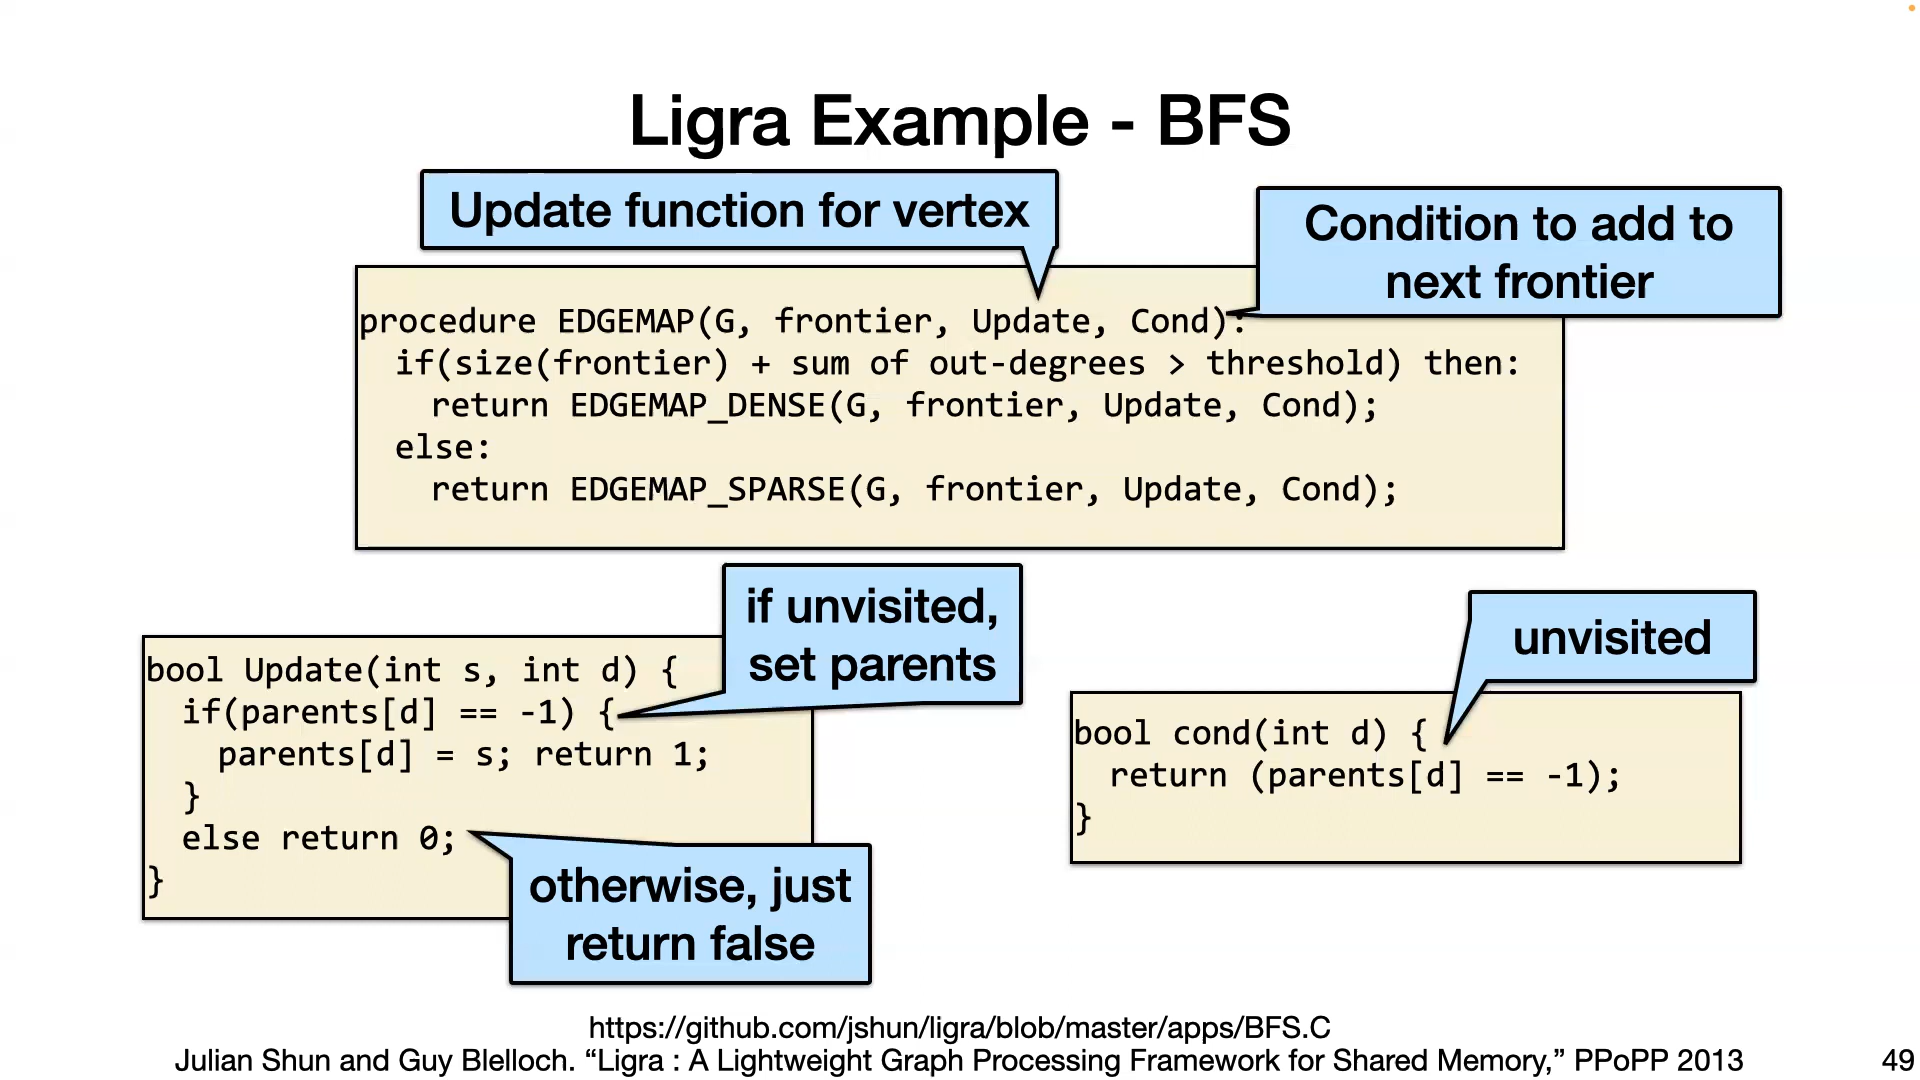 Ligra Example - BFS
Update function for vertex
Condition to add to
next frontier
procedure EDGEMAP(G, frontier, Update, Cond):
  if(size(frontier) + sum of out-degrees > threshold) then:
    return EDGEMAP_DENSE(G, frontier, Update, Cond);
  else:
    return EDGEMAP_SPARSE(G, frontier, Update, Cond);
if unvisited,
set parents
bool Update(int s, int d) {
  if(parents[d] == -1) {
    parents[d] = s; return 1;
  }
  else return 0;
}
otherwise, just
return false
unvisited
bool cond(int d) {
  return (parents[d] == -1);
}
https://github.com/jshun/ligra/blob/master/apps/BFS.C
Julian Shun and Guy Blelloch. “Ligra : A Lightweight Graph Processing Framework for Shared Memory,” PPoPP 2013
49